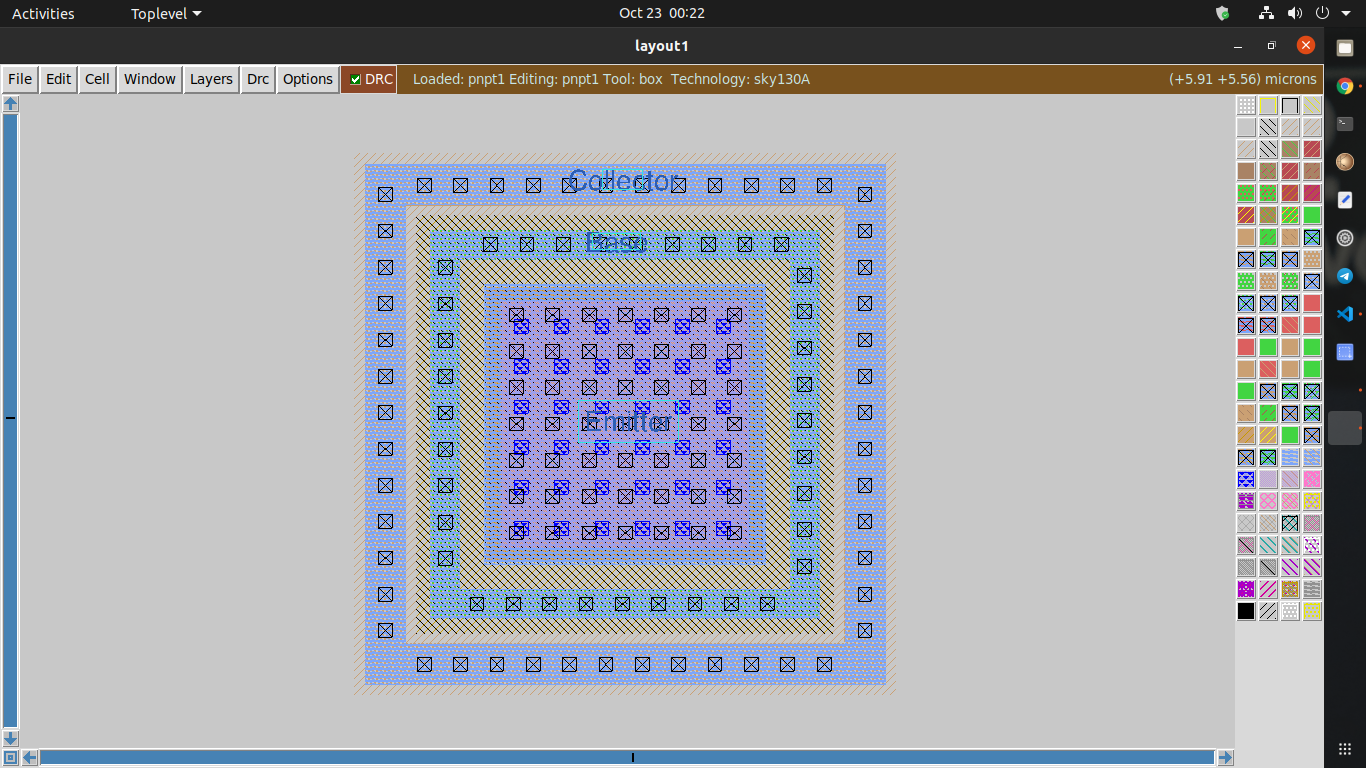 Activities Toplevel Oct 23 00:22
layout1
File Edit Cell Window Layers Drc Options DRC Loaded: pnpt1 Editing: pnpt1 Tool: box Technology: sky130A (+5.91 +5.56) microns
Collector
Base
Emitter